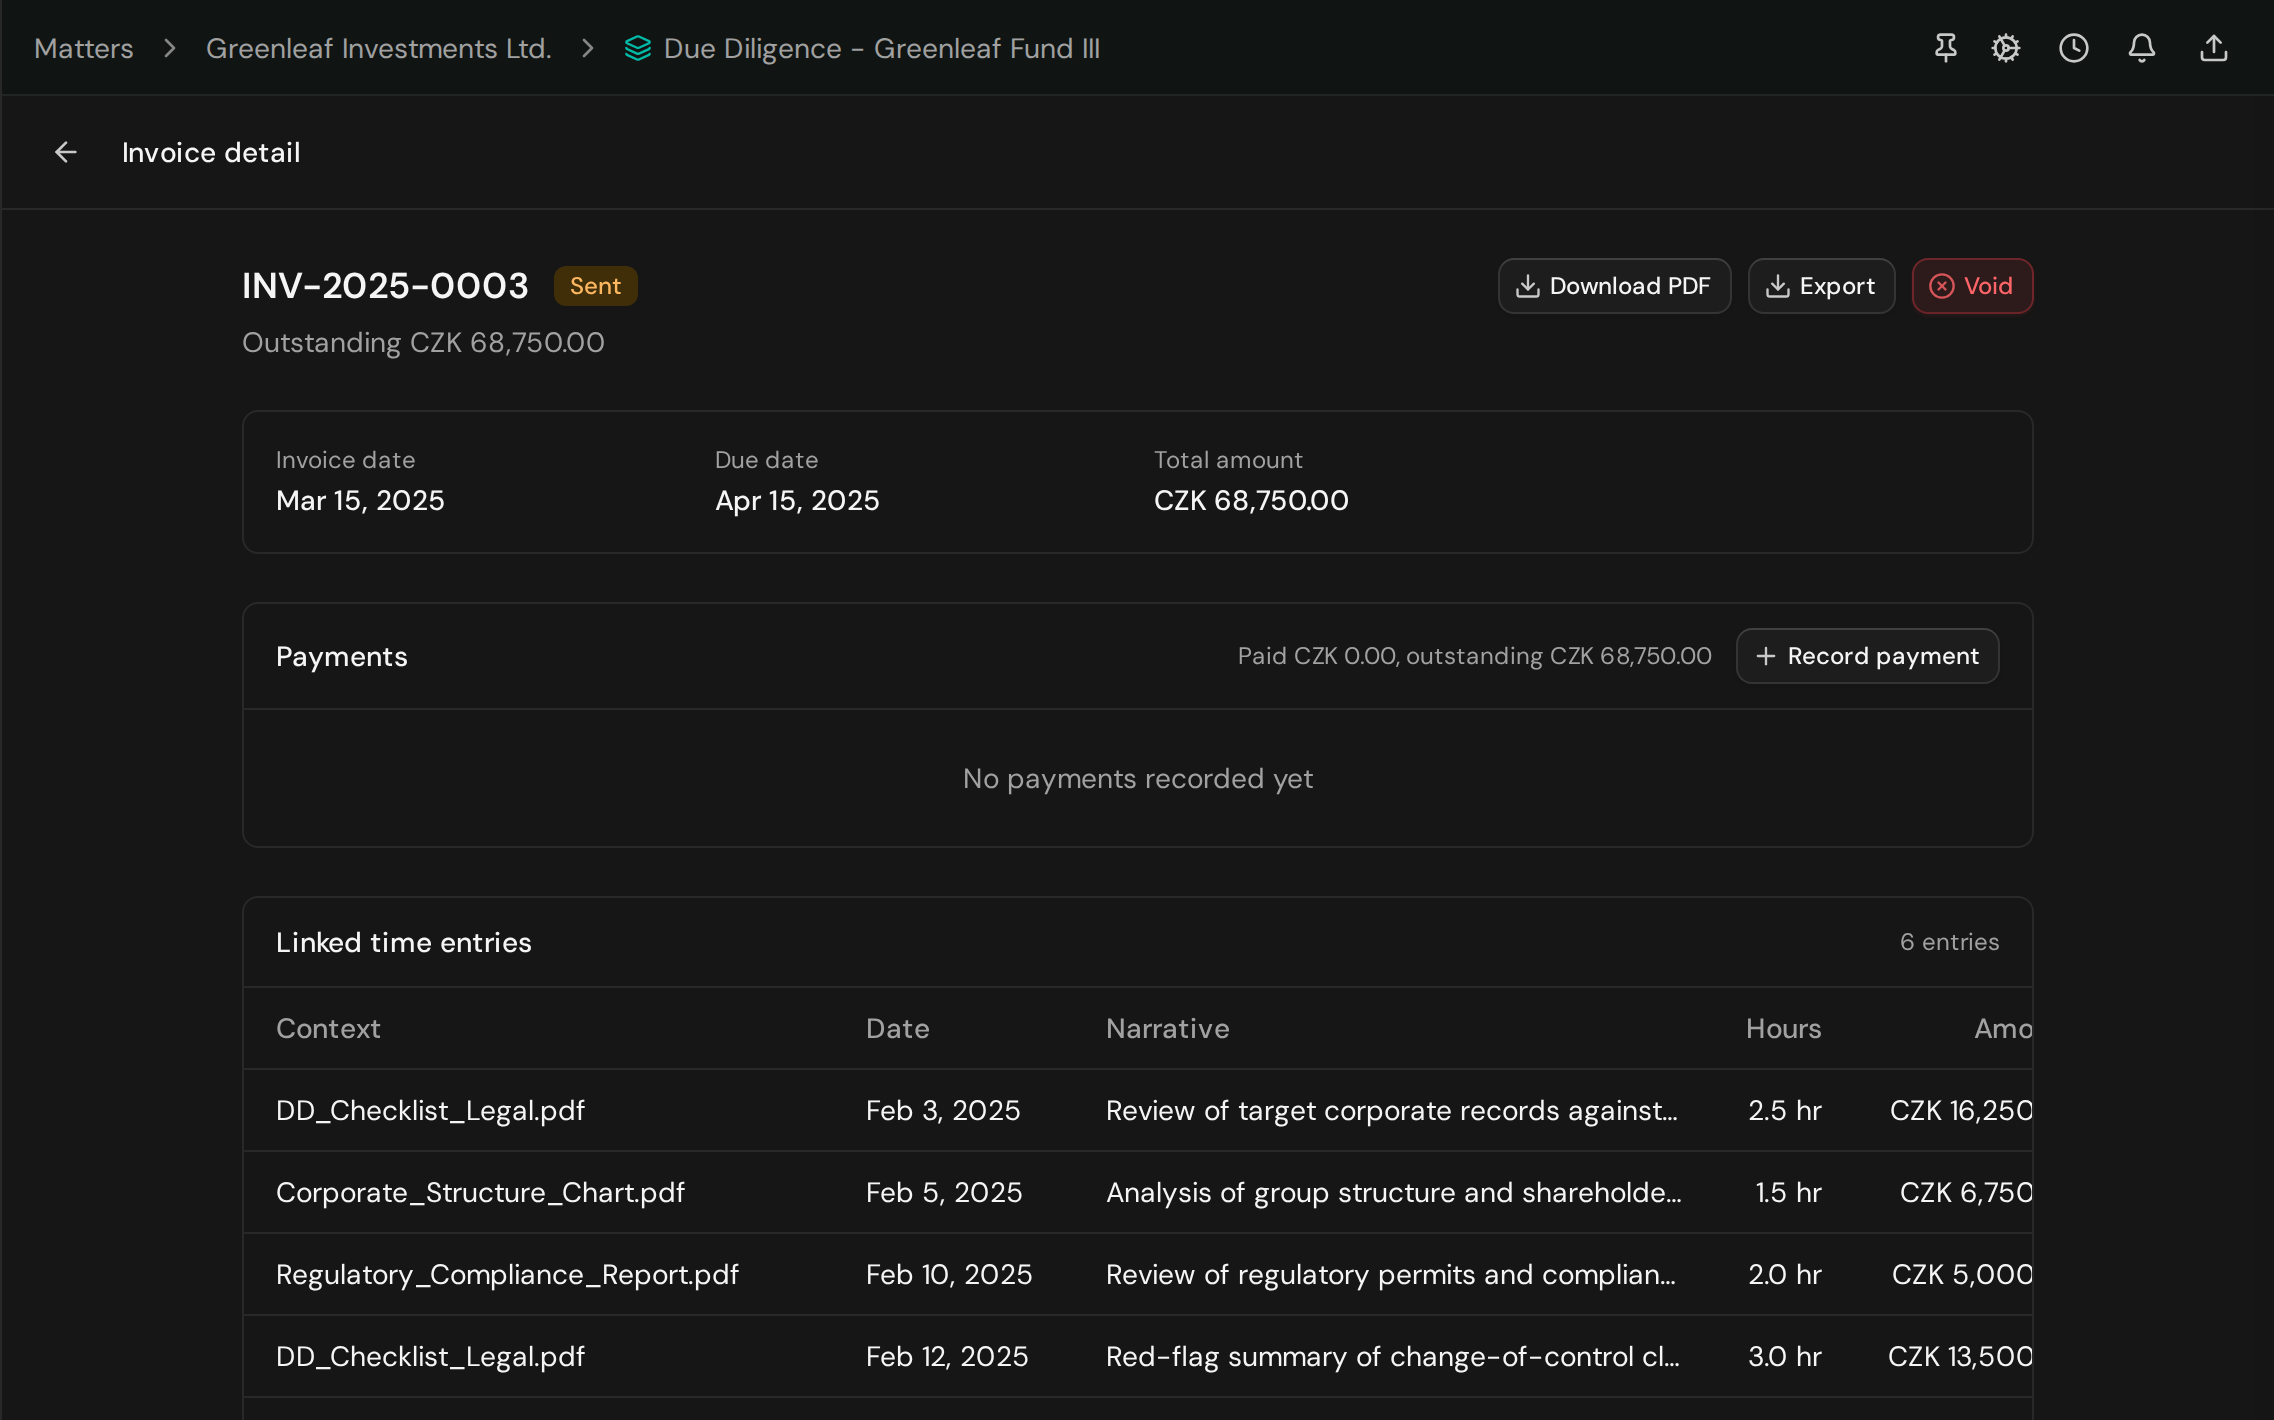 Matters > Greenleaf Investments Ltd. > Due Diligence - Greenleaf Fund III
Invoice detail
INV-2025-0003 Sent Download PDF Export Void
Outstanding CZK 68,750.00
Invoice date Due date Total amount
Mar 15, 2025 Apr 15, 2025 CZK 68,750.00
Payments Paid CZK 0.00, outstanding CZK 68,750.00 + Record payment
No payments recorded yet
Linked time entries 6 entries
Context Date Narrative Hours Amo
DD_Checklist_Legal.pdf Feb 3, 2025 Review of target corporate records against... 2.5 hr CZK 16,250
Corporate_Structure_Chart.pdf Feb 5, 2025 Analysis of group structure and shareholde... 1.5 hr CZK 6,750
Regulatory_Compliance_Report.pdf Feb 10, 2025 Review of regulatory permits and complian... 2.0 hr CZK 5,000
DD_Checklist_Legal.pdf Feb 12, 2025 Red-flag summary of change-of-control cl... 3.0 hr CZK 13,500